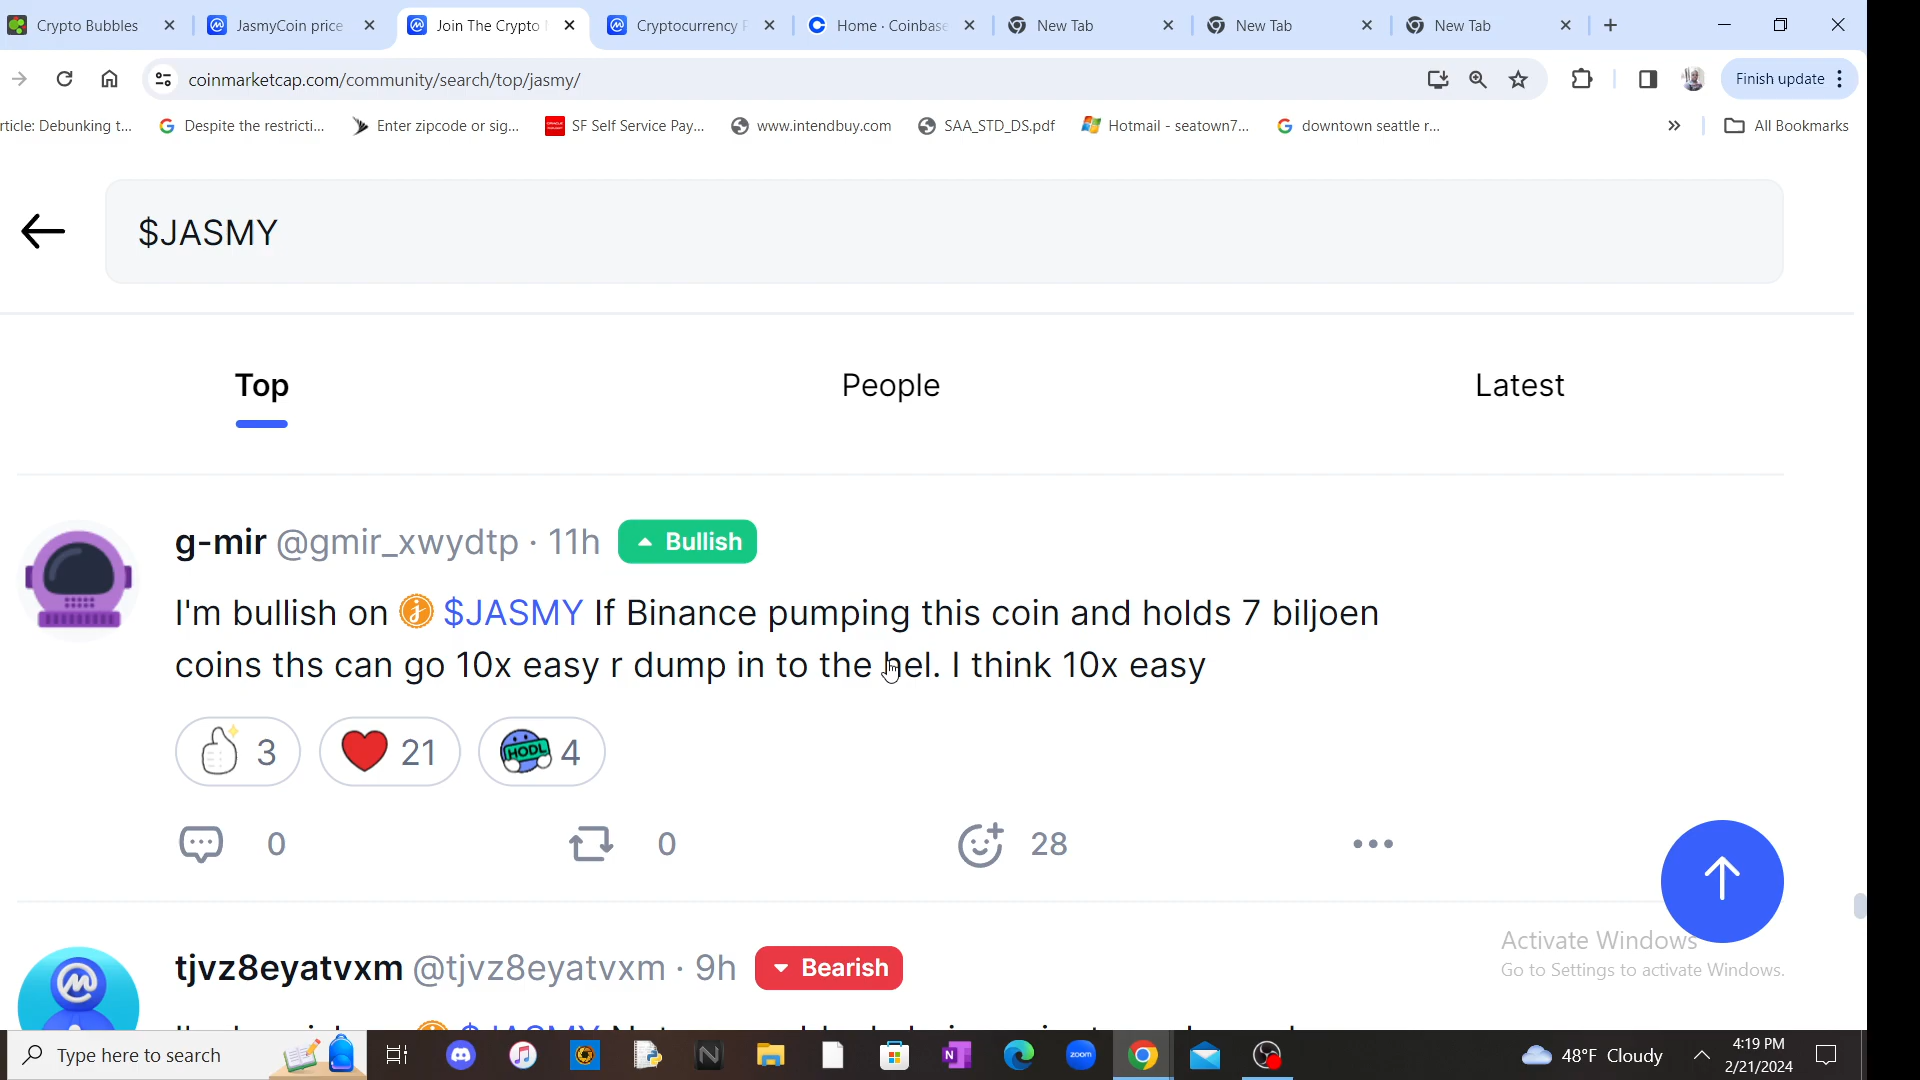 Crypto Bubbles
JasmyCoin price
Join The Crypto
Cryptocurrency P
Home · Coinbase
New Tab
New Tab
New Tab
coinmarketcap.com/community/search/top/jasmy/
Finish update
rticle: Debunking t...
Despite the restricti...
Enter zipcode or sig...
SF Self Service Pay...
www.intendbuy.com
SAA_STD_DS.pdf
Hotmail - seatown7...
downtown seattle r...
All Bookmarks
$JASMY
Top
People
Latest
g-mir @gmir_xwydtp · 11h Bullish
I'm bullish on $JASMY If Binance pumping this coin and holds 7 biljoen
coins ths can go 10x easy r dump in to the hel. I think 10x easy
3
21
HODL 4
0
0
28
Activate Windows
Go to Settings to activate Windows.
tjvz8eyatvxm @tjvz8eyatvxm · 9h Bearish
Type here to search
zoom
48°F Cloudy
4:19 PM
2/21/2024